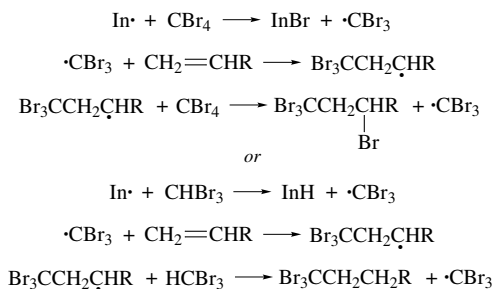 In· + CBr₄ ⟶ InBr + ·CBr₃
·CBr₃ + CH₂=CHR ⟶ Br₃CCH₂ĊHR
Br₃CCH₂ĊHR + CBr₄ ⟶ Br₃CCH₂CHR + ·CBr₃
Br
or
In· + CHBr₃ ⟶ InH + ·CBr₃
·CBr₃ + CH₂=CHR ⟶ Br₃CCH₂ĊHR
Br₃CCH₂ĊHR + HCBr₃ ⟶ Br₃CCH₂CH₂R + ·CBr₃